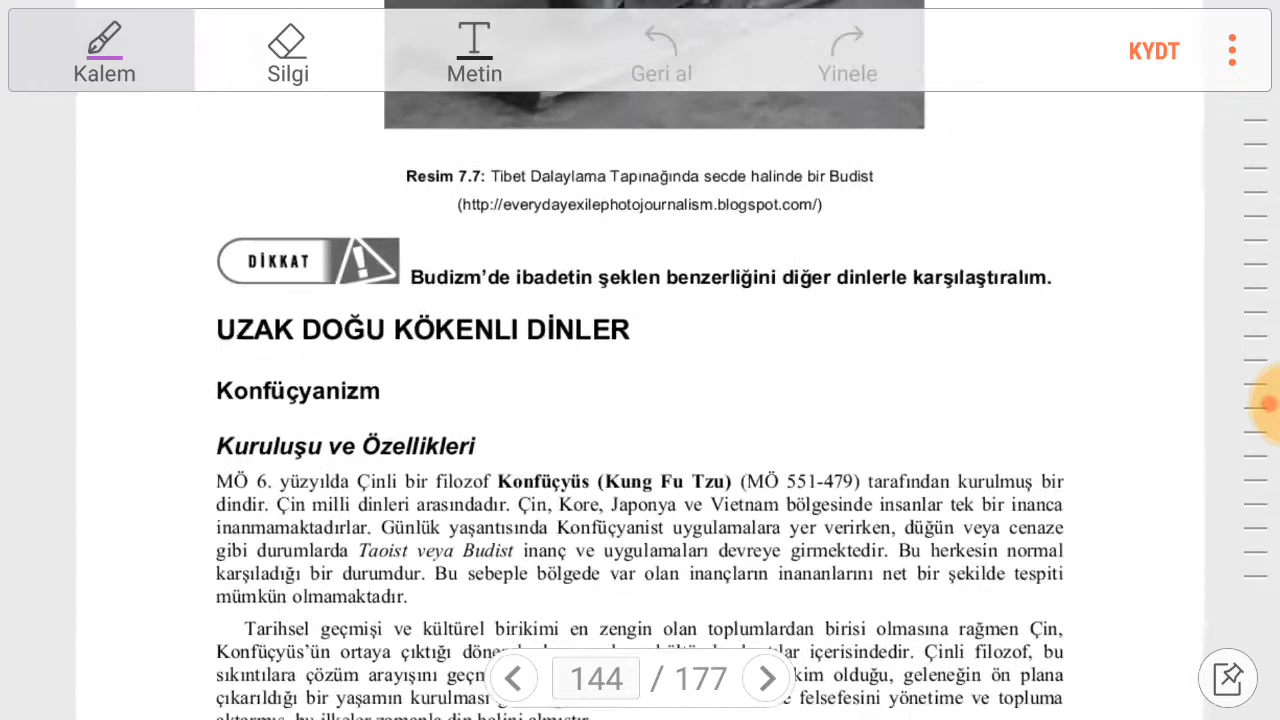 Kalem
Silgi
Metin
Geri al
Yinele
KYDT
Resim 7.7: Tibet Dalaylama Tapınağında secde halinde bir Budist
(http://everydayexilephotojournalism.blogspot.com/)
DİKKAT
Budizm’de ibadetin şeklen benzerliğini diğer dinlerle karşılaştıralım.
UZAK DOĞU KÖKENLI DİNLER
Konfüçyanizm
Kuruluşu ve Özellikleri
MÖ 6. yüzyılda Çinli bir filozof Konfüçyüs (Kung Fu Tzu) (MÖ 551-479) tarafından kurulmuş bir
dindir. Çin milli dinleri arasındadır. Çin, Kore, Japonya ve Vietnam bölgesinde insanlar tek bir inanca
inanmamaktadırlar. Günlük yaşantısında Konfüçyanist uygulamalara yer verirken, düğün veya cenaze
gibi durumlarda Taoist veya Budist inanç ve uygulamaları devreye girmektedir. Bu herkesin normal
karşıladığı bir durumdur. Bu sebeple bölgede var olan inançların inananlarını net bir şekilde tespiti
mümkün olmamaktadır.
Tarihsel geçmişi ve kültürel birikimi en zengin olan toplumlardan birisi olmasına rağmen Çin,
Konfüçyüs’ün ortaya çıktığı içerisindedir. Çinli filozof, bu
sıkıntılara çözüm arayışını olduğu, geleneğin ön plana
çıkarıldığı bir yaşamın kurulması felsefesini yönetime ve topluma
144 / 177